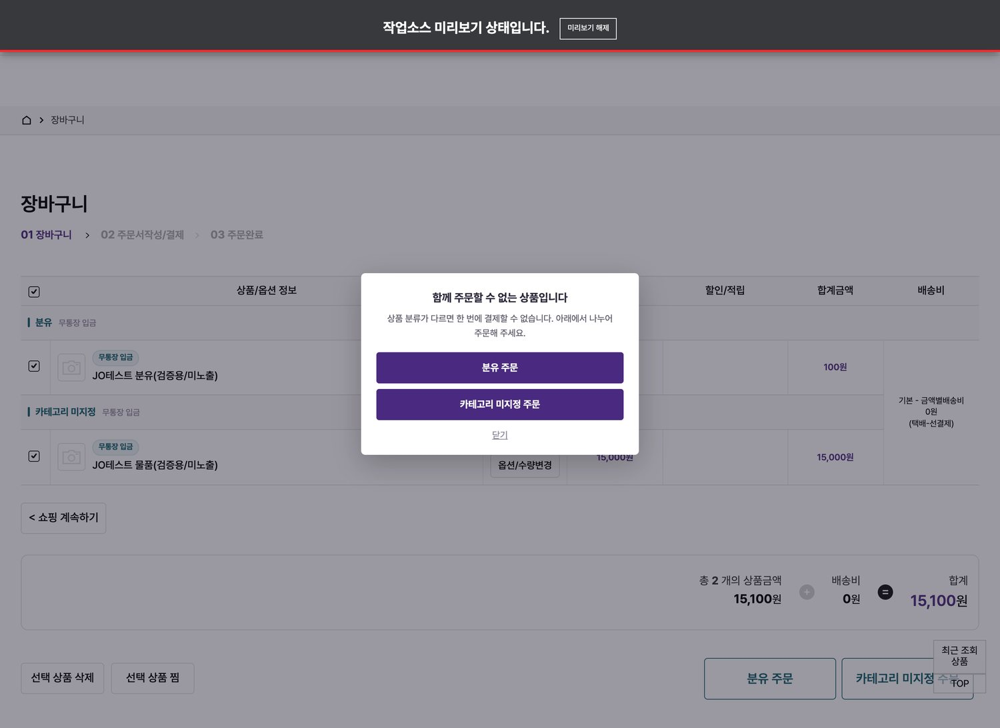 작업소스 미리보기 상태입니다.
미리보기 해제
장바구니
장바구니
01 장바구니
02 주문서작성/결제
03 주문완료
상품/옵션 정보
할인/적립
합계금액
배송비
분유 무통장 입금
무통장 입금
JO테스트 분유(검증용/미노출)
100원
카테고리 미지정 무통장 입금
기본 - 금액별배송비
0원
(택배-선결제)
무통장 입금
JO테스트 물품(검증용/미노출)
옵션/수량변경
15,000원
15,000원
함께 주문할 수 없는 상품입니다
상품 분류가 다르면 한 번에 결제할 수 없습니다. 아래에서 나누어
주문해 주세요.
분유 주문
카테고리 미지정 주문
닫기
< 쇼핑 계속하기
총 2 개의 상품금액
15,100원
배송비
0원
합계
15,100원
선택 상품 삭제
선택 상품 찜
분유 주문
카테고리 미지정 주문
최근 조회
상품
TOP